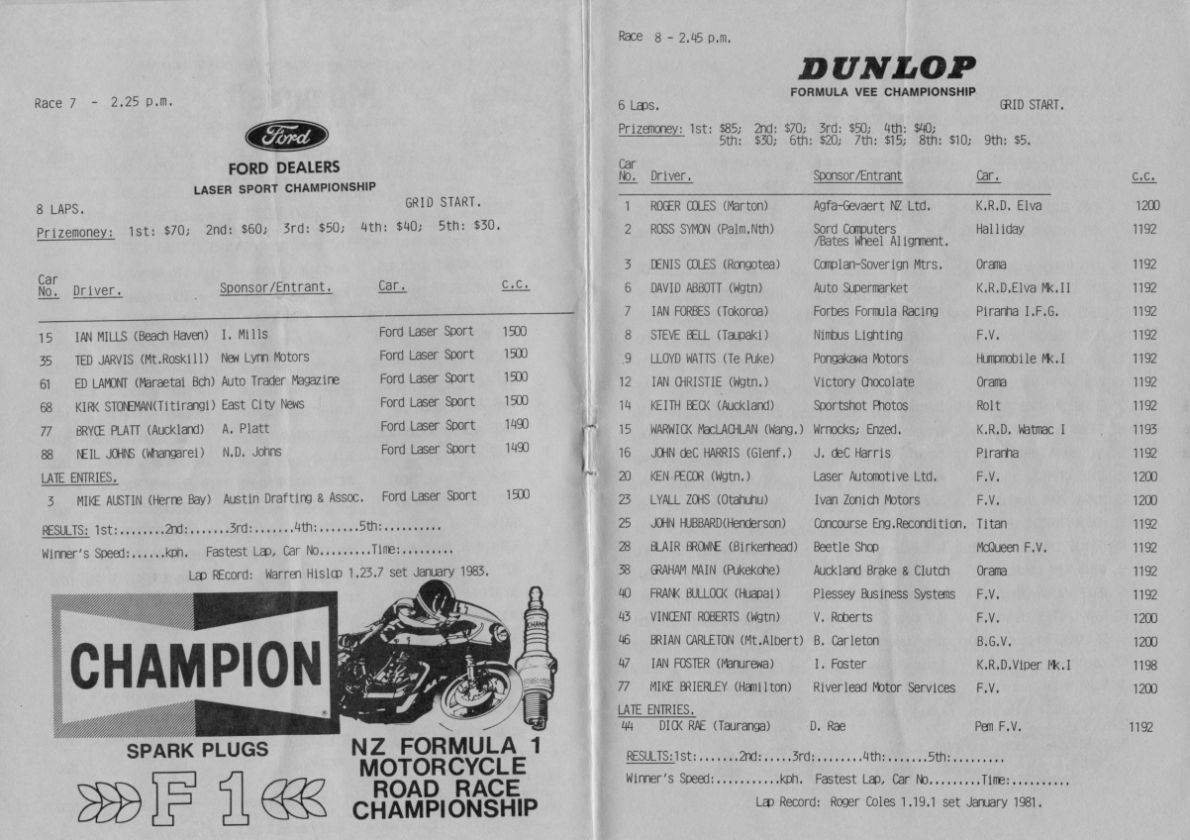 Race 7 - 2.25 p.m.
Ford
FORD DEALERS
LASER SPORT CHAMPIONSHIP
8 LAPS. GRID START.
Prizemoney: 1st: $70; 2nd: $60; 3rd: $50; 4th: $40; 5th: $30.
Car
No. Driver. Sponsor/Entrant. Car. c.c.
15 IAN MILLS (Beach Haven) I. Mills Ford Laser Sport 1500
35 TED JARVIS (Mt.Roskill) New Lynn Motors Ford Laser Sport 1500
61 ED LAMONT (Maraetai Bch) Auto Trader Magazine Ford Laser Sport 1500
68 KIRK STONEMAN(Titirangi) East City News Ford Laser Sport 1500
77 BRYCE PLATT (Auckland) A. Platt Ford Laser Sport 1490
88 NEIL JOHNS (Whangarei) N.D. Johns Ford Laser Sport 1490
LATE ENTRIES.
3 MIKE AUSTIN (Herne Bay) Austin Drafting & Assoc. Ford Laser Sport 1500
RESULTS: 1st:........2nd:.......3rd:.......4th:.......5th:..........
Winner's Speed:......kph. Fastest Lap, Car No.........Time:.........
Lap REcord: Warren Hislop 1.23.7 set January 1983.
CHAMPION
CHAMPION
SPARK PLUGS
F1
NZ FORMULA 1
MOTORCYCLE
ROAD RACE
CHAMPIONSHIP
Race 8 - 2.45 p.m.
DUNLOP
FORMULA VEE CHAMPIONSHIP
6 Laps. GRID START.
Prizemoney: 1st: $85; 2nd: $70; 3rd: $50; 4th: $40;
5th: $30; 6th: $20; 7th: $15; 8th: $10; 9th: $5.
Car
No. Driver. Sponsor/Entrant Car. c.c.
1 ROGER COLES (Marton) Agfa-Gevaert NZ Ltd. K.R.D. Elva 1200
2 ROSS SYMON (Palm.Nth) Sord Computers Halliday 1192
/Bates Wheel Alignment.
3 DENIS COLES (Rongotea) Complan-Soverign Mtrs. Orama 1192
6 DAVID ABBOTT (Wgtn) Auto Supermarket K.R.D.Elva Mk.II 1192
7 IAN FORBES (Tokoroa) Forbes Formula Racing Piranha I.F.G. 1192
8 STEVE BELL (Taupaki) Nimbus Lighting F.V. 1192
9 LLOYD WATTS (Te Puke) Pongakawa Motors Humpmobile Mk.I 1192
12 IAN CHRISTIE (Wgtn.) Victory Chocolate Orama 1192
14 KEITH BECK (Auckland) Sportshot Photos Rolt 1192
15 WARWICK MacLACHLAN (Wang.) Wrnocks; Enzed. K.R.D. Watmac I 1193
16 JOHN deC HARRIS (Glenf.) J. deC Harris Piranha 1192
20 KEN PECOR (Wgtn.) Laser Automotive Ltd. F.V. 1200
23 LYALL ZOHS (Otahuhu) Ivan Zonich Motors F.V. 1200
25 JOHN HUBBARD(Henderson) Concourse Eng.Recondition. Titan 1192
28 BLAIR BROWNE (Birkenhead) Beetle Shop McQueen F.V. 1192
38 GRAHAM MAIN (Pukekohe) Auckland Brake & Clutch Orama 1192
40 FRANK BULLOCK (Huapai) Plessey Business Systems F.V. 1192
43 VINCENT ROBERTS (Wgtn) V. Roberts F.V. 1200
46 BRIAN CARLETON (Mt.Albert) B. Carleton B.G.V. 1200
47 IAN FOSTER (Manurewa) I. Foster K.R.D.Viper Mk.I 1198
77 MIKE BRIERLEY (Hamilton) Riverlead Motor Services F.V. 1200
LATE ENTRIES.
44 DICK RAE (Tauranga) D. Rae Pem F.V. 1192
RESULTS:1st:.......2nd:.....3rd:........4th:.......5th:.........
Winner's Speed:...........kph. Fastest Lap, Car No.........Time:..........
Lap Record: Roger Coles 1.19.1 set January 1981.